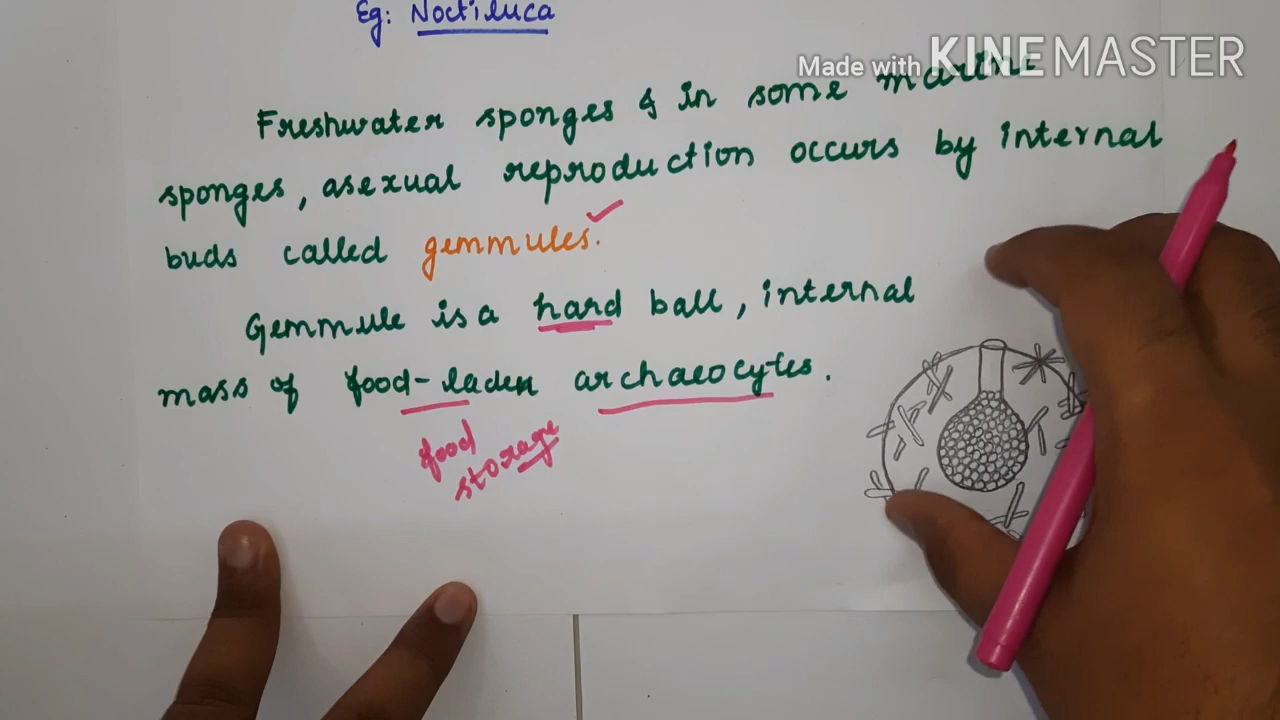 Eg: Noctiluca
Made with KINEMASTER
Freshwater sponges & in some marine
sponges, asexual reproduction occurs by internal
buds called gemmules.
Gemmule is a hard ball, internal
mass of food-laden archaeocytes.
food
storage